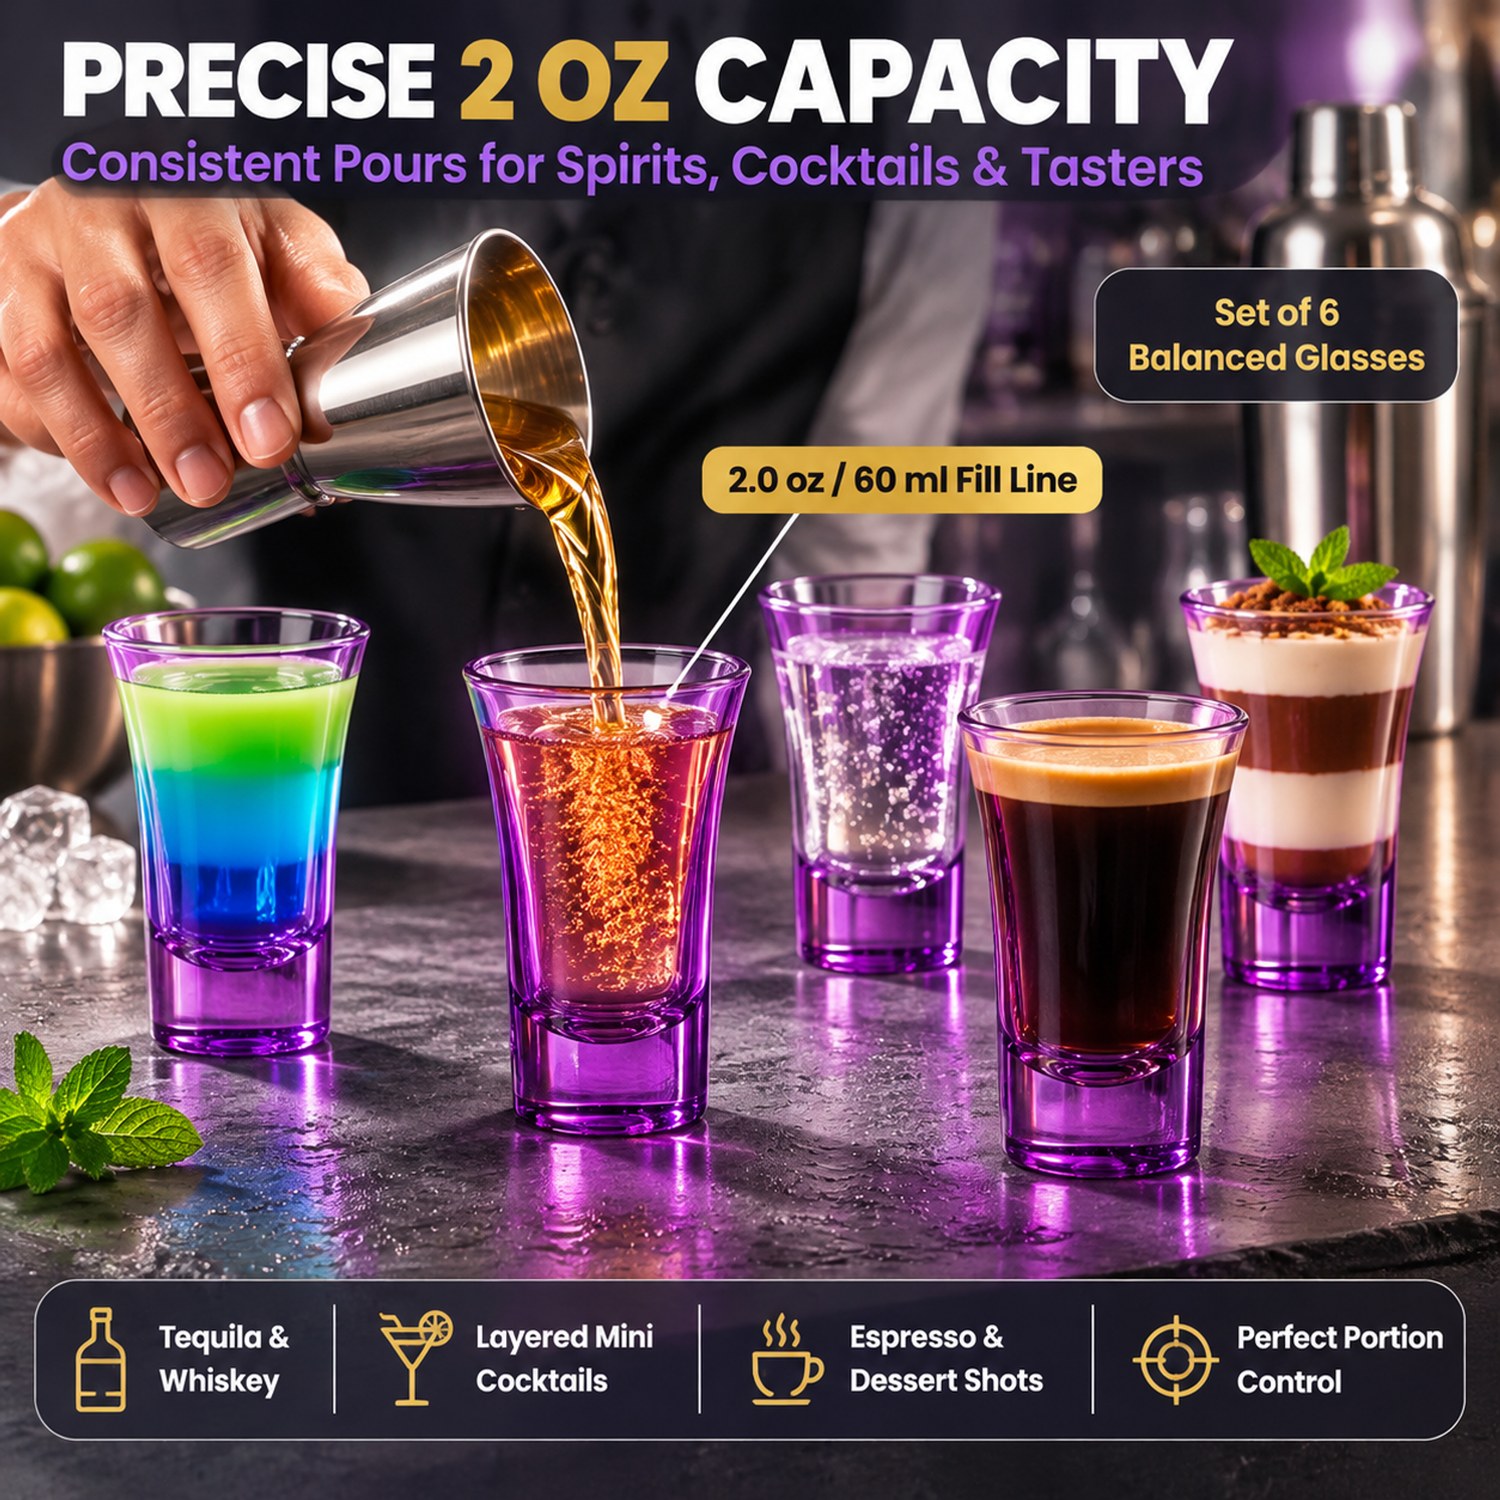 PRECISE 2 OZ CAPACITY
Consistent Pours for Spirits, Cocktails & Tasters
Set of 6
Balanced Glasses
2.0 oz / 60 ml Fill Line
Tequila &
Whiskey
Layered Mini
Cocktails
Espresso &
Dessert Shots
Perfect Portion
Control